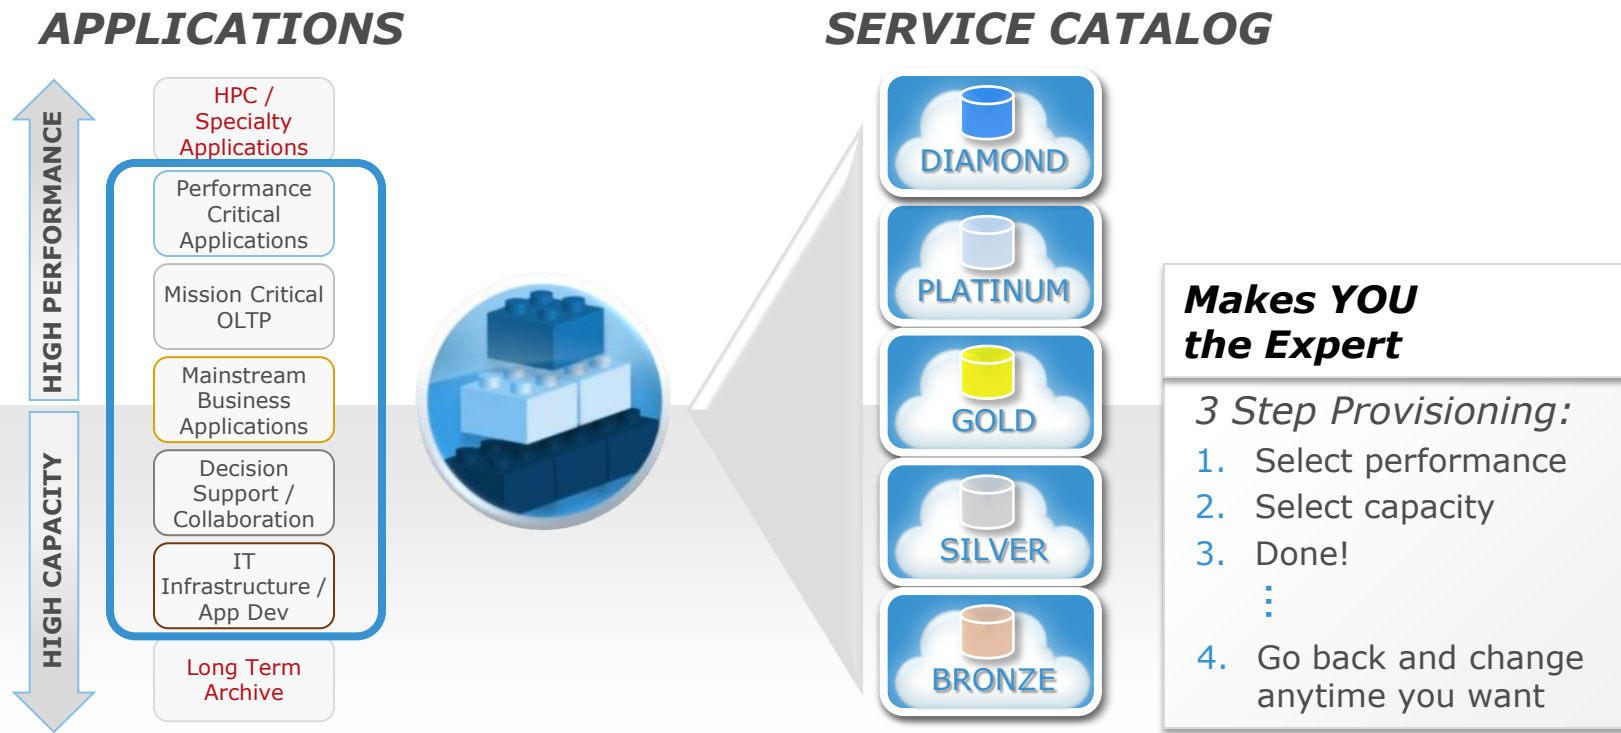 APPLICATIONS
SERVICE CATALOG
HIGH PERFORMANCE
HIGH CAPACITY
HPC /
Specialty
Applications
Performance
Critical
Applications
Mission Critical
OLTP
Mainstream
Business
Applications
Decision
Support /
Collaboration
IT
Infrastructure /
App Dev
Long Term
Archive
DIAMOND
PLATINUM
GOLD
SILVER
BRONZE
Makes YOU
the Expert
3 Step Provisioning:
1. Select performance
2. Select capacity
3. Done!
⋮
4. Go back and change
anytime you want